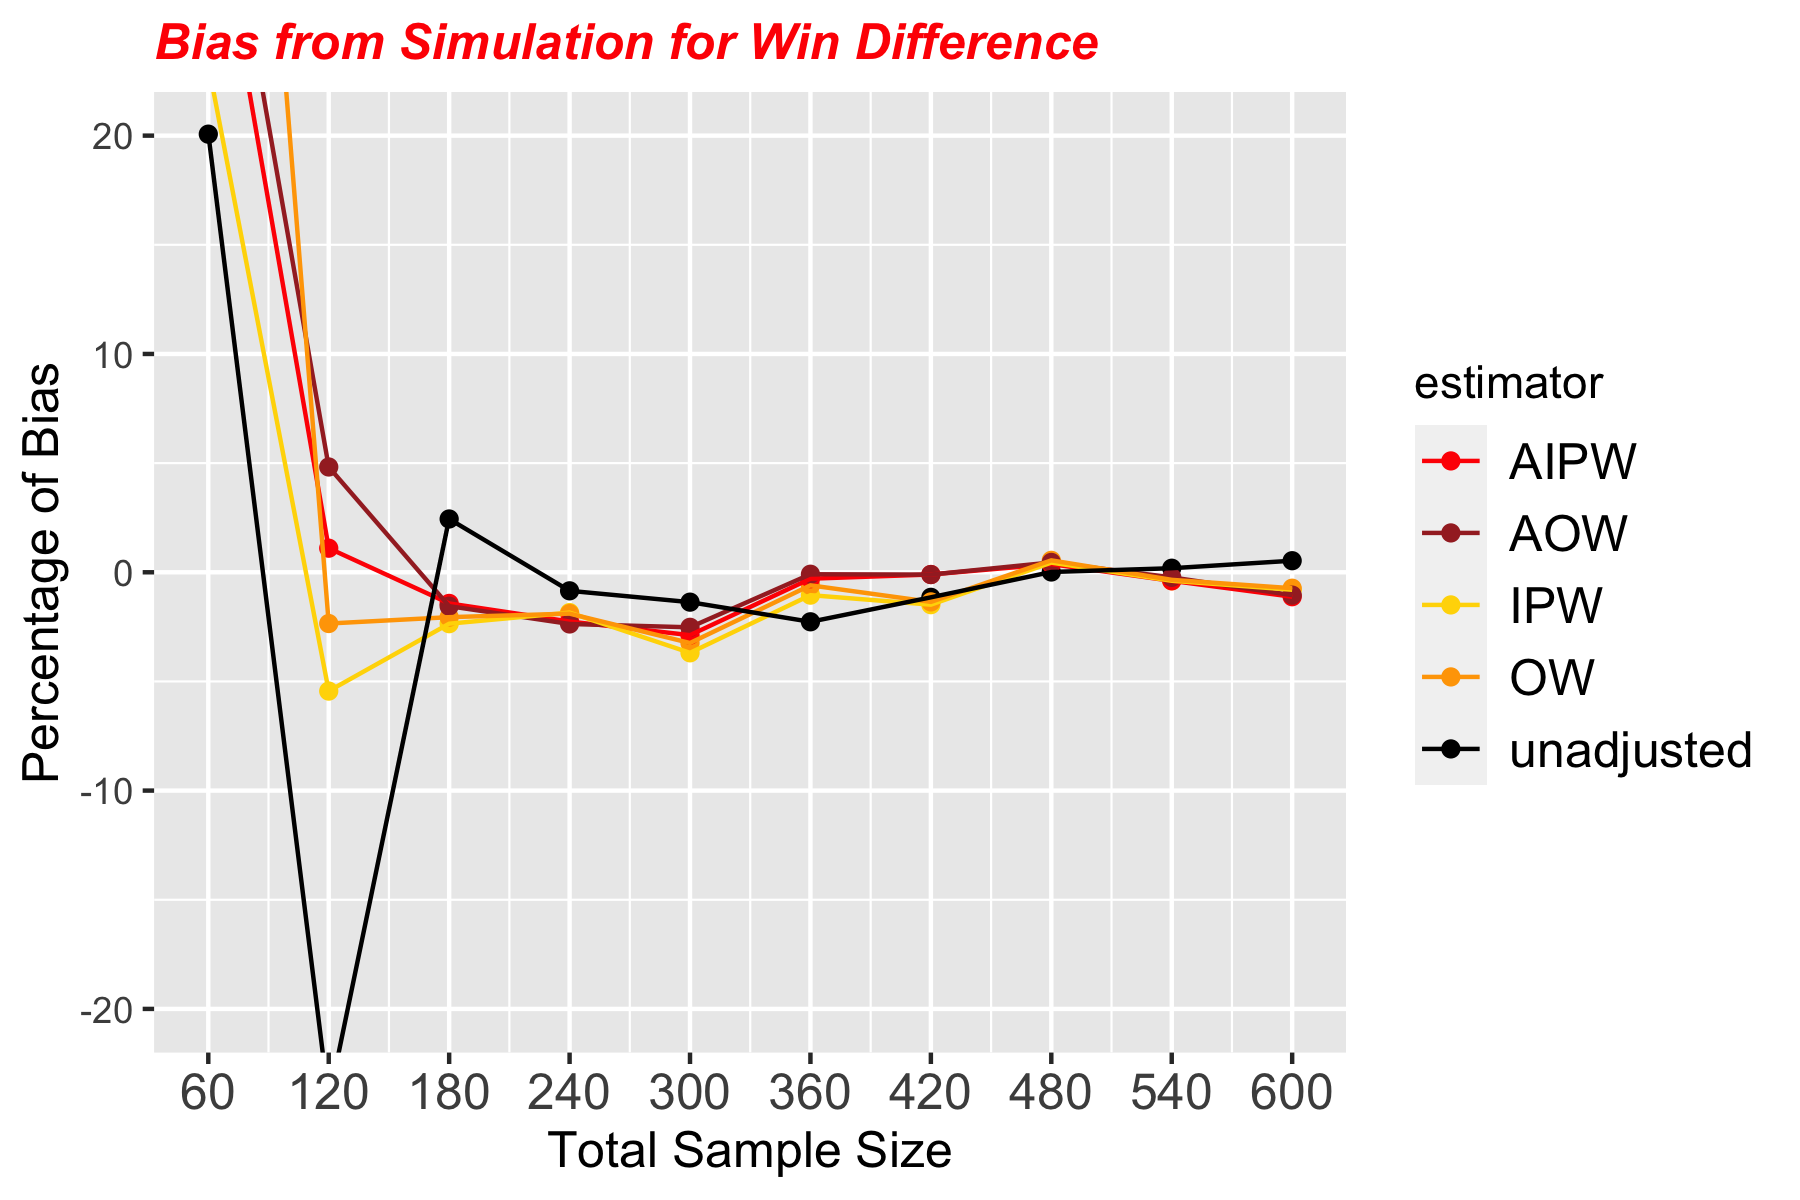 Bias from Simulation for Win Difference
Percentage of Bias
20
10
0
-10
-20
60 120 180 240 300 360 420 480 540 600
Total Sample Size
estimator
AIPW
AOW
IPW
OW
unadjusted